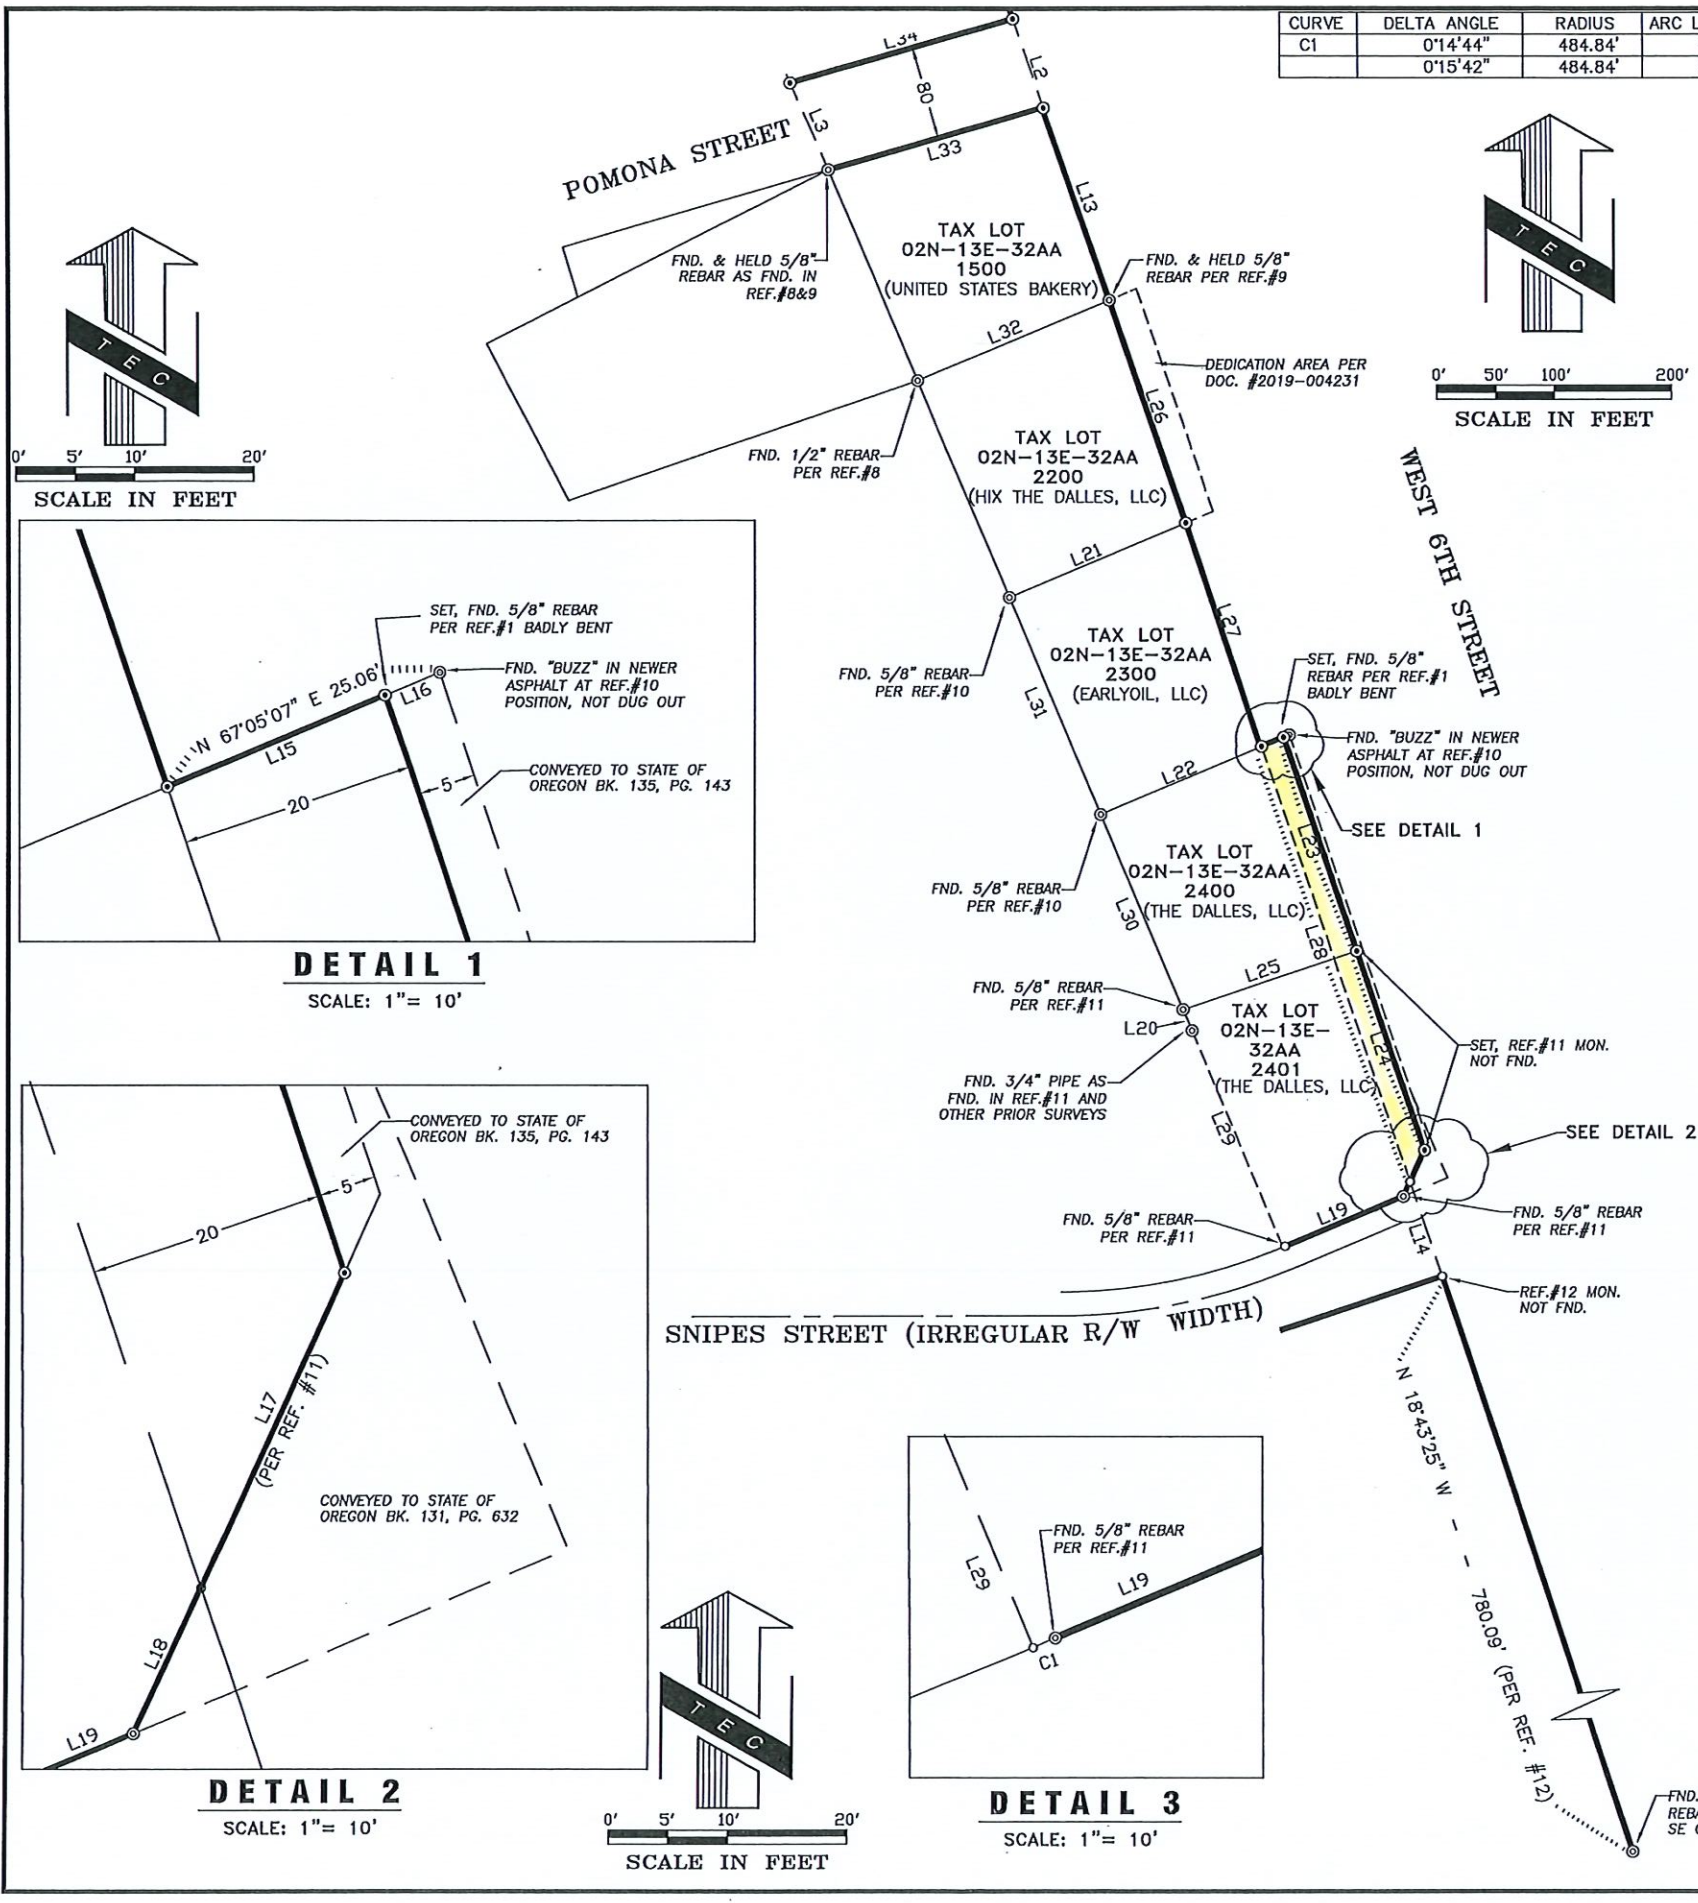 CURVE DELTA ANGLE RADIUS ARC L
C1 0°14'44" 484.84'
0°15'42" 484.84'
L34
L2
L3
80
POMONA STREET
L33
L13
TAX LOT
02N-13E-32AA
1500
(UNITED STATES BAKERY)
FND. & HELD 5/8"
REBAR AS FND. IN
REF.#8&9
FND. & HELD 5/8"
REBAR PER REF.#9
TEC
0' 5' 10' 20'
SCALE IN FEET
TEC
0' 50' 100' 200'
SCALE IN FEET
L32
DEDICATION AREA PER
DOC. #2019-004231
L26
FND. 1/2" REBAR
PER REF.#8
TAX LOT
02N-13E-32AA
2200
(HIX THE DALLES, LLC)
WEST 6TH STREET
L21
L27
TAX LOT
02N-13E-32AA
2300
(EARLYOIL, LLC)
FND. 5/8" REBAR
PER REF.#10
L31
SET, FND. 5/8"
REBAR PER REF.#1
BADLY BENT
FND. "BUZZ" IN NEWER
ASPHALT AT REF.#10
POSITION, NOT DUG OUT
L22
SEE DETAIL 1
L23
TAX LOT
02N-13E-32AA
2400
(THE DALLES, LLC)
FND. 5/8" REBAR
PER REF.#10
L30
L28
L25
FND. 5/8" REBAR
PER REF.#11
L20
TAX LOT
02N-13E-
32AA
2401
(THE DALLES, LLC)
L24
SET, REF.#11 MON.
NOT FND.
FND. 3/4" PIPE AS
FND. IN REF.#11 AND
OTHER PRIOR SURVEYS
L29
SEE DETAIL 2
FND. 5/8" REBAR
PER REF.#11
L19
FND. 5/8" REBAR
PER REF.#11
L14
REF.#12 MON.
NOT FND.
SNIPES STREET (IRREGULAR R/W WIDTH)
N 18°43'25" W - - 780.09' (PER REF. #12)
FND.
REBA
SE
SET, FND. 5/8" REBAR
PER REF.#1 BADLY BENT
N 67°05'07" E 25.06'
L15
L16
FND. "BUZZ" IN NEWER
ASPHALT AT REF.#10
POSITION, NOT DUG OUT
20
5
CONVEYED TO STATE OF
OREGON BK. 135, PG. 143
DETAIL 1
SCALE: 1"= 10'
CONVEYED TO STATE OF
OREGON BK. 135, PG. 143
5
20
L17
(PER REF. #11)
CONVEYED TO STATE OF
OREGON BK. 131, PG. 632
L18
L19
DETAIL 2
SCALE: 1"= 10'
TEC
0' 5' 10' 20'
SCALE IN FEET
FND. 5/8" REBAR
PER REF.#11
L29
L19
C1
DETAIL 3
SCALE: 1"= 10'